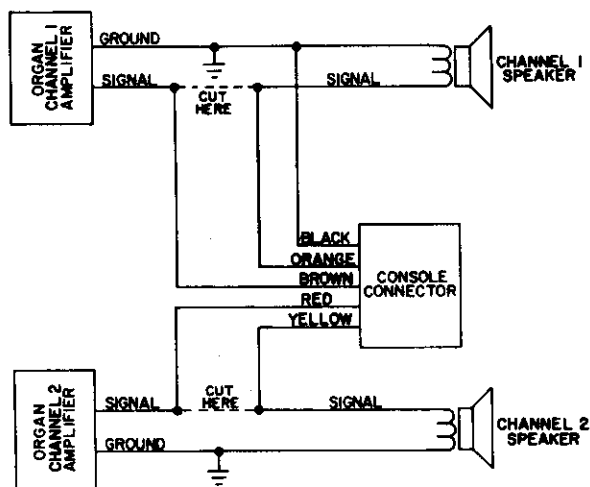 ORGAN
CHANNEL 1
AMPLIFIER
GROUND
SIGNAL
CUT
HERE
SIGNAL
CHANNEL 1
SPEAKER
BLACK
ORANGE
BROWN
RED
YELLOW
CONSOLE
CONNECTOR
ORGAN
CHANNEL 2
AMPLIFIER
SIGNAL
GROUND
CUT
HERE
SIGNAL
CHANNEL 2
SPEAKER